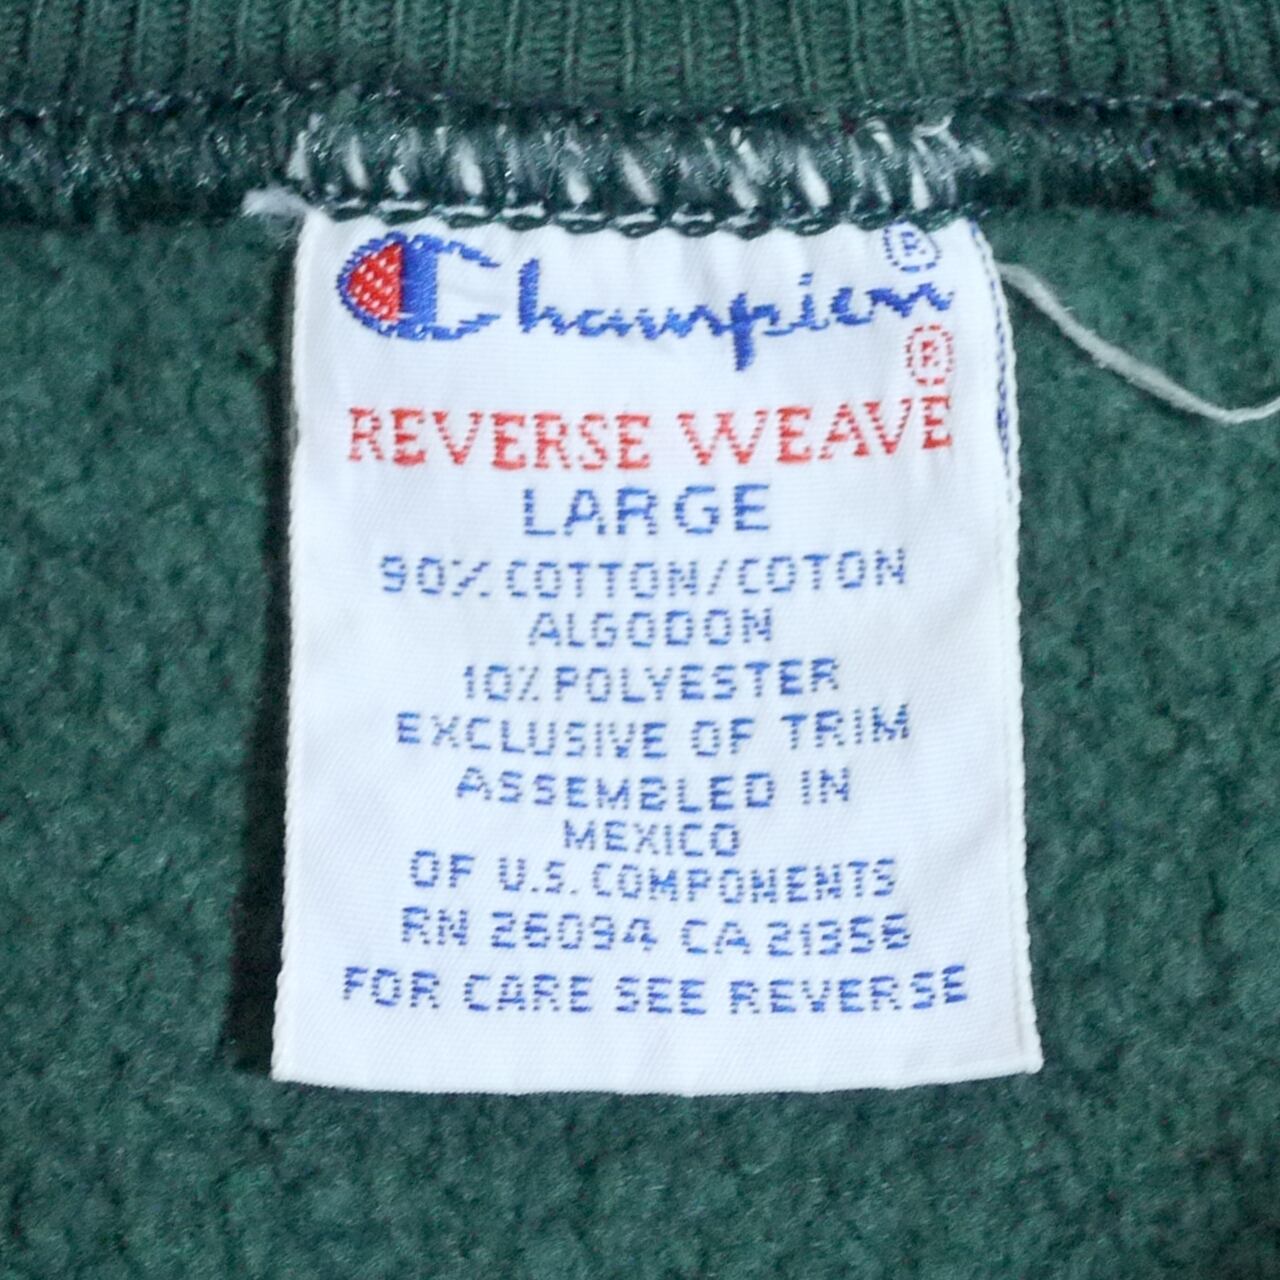 Champion®
REVERSE WEAVE®
LARGE
90% COTTON/COTON
ALGODON
10% POLYESTER
EXCLUSIVE OF TRIM
ASSEMBLED IN
MEXICO
OF U.S. COMPONENTS
RN 26094 CA 21356
FOR CARE SEE REVERSE